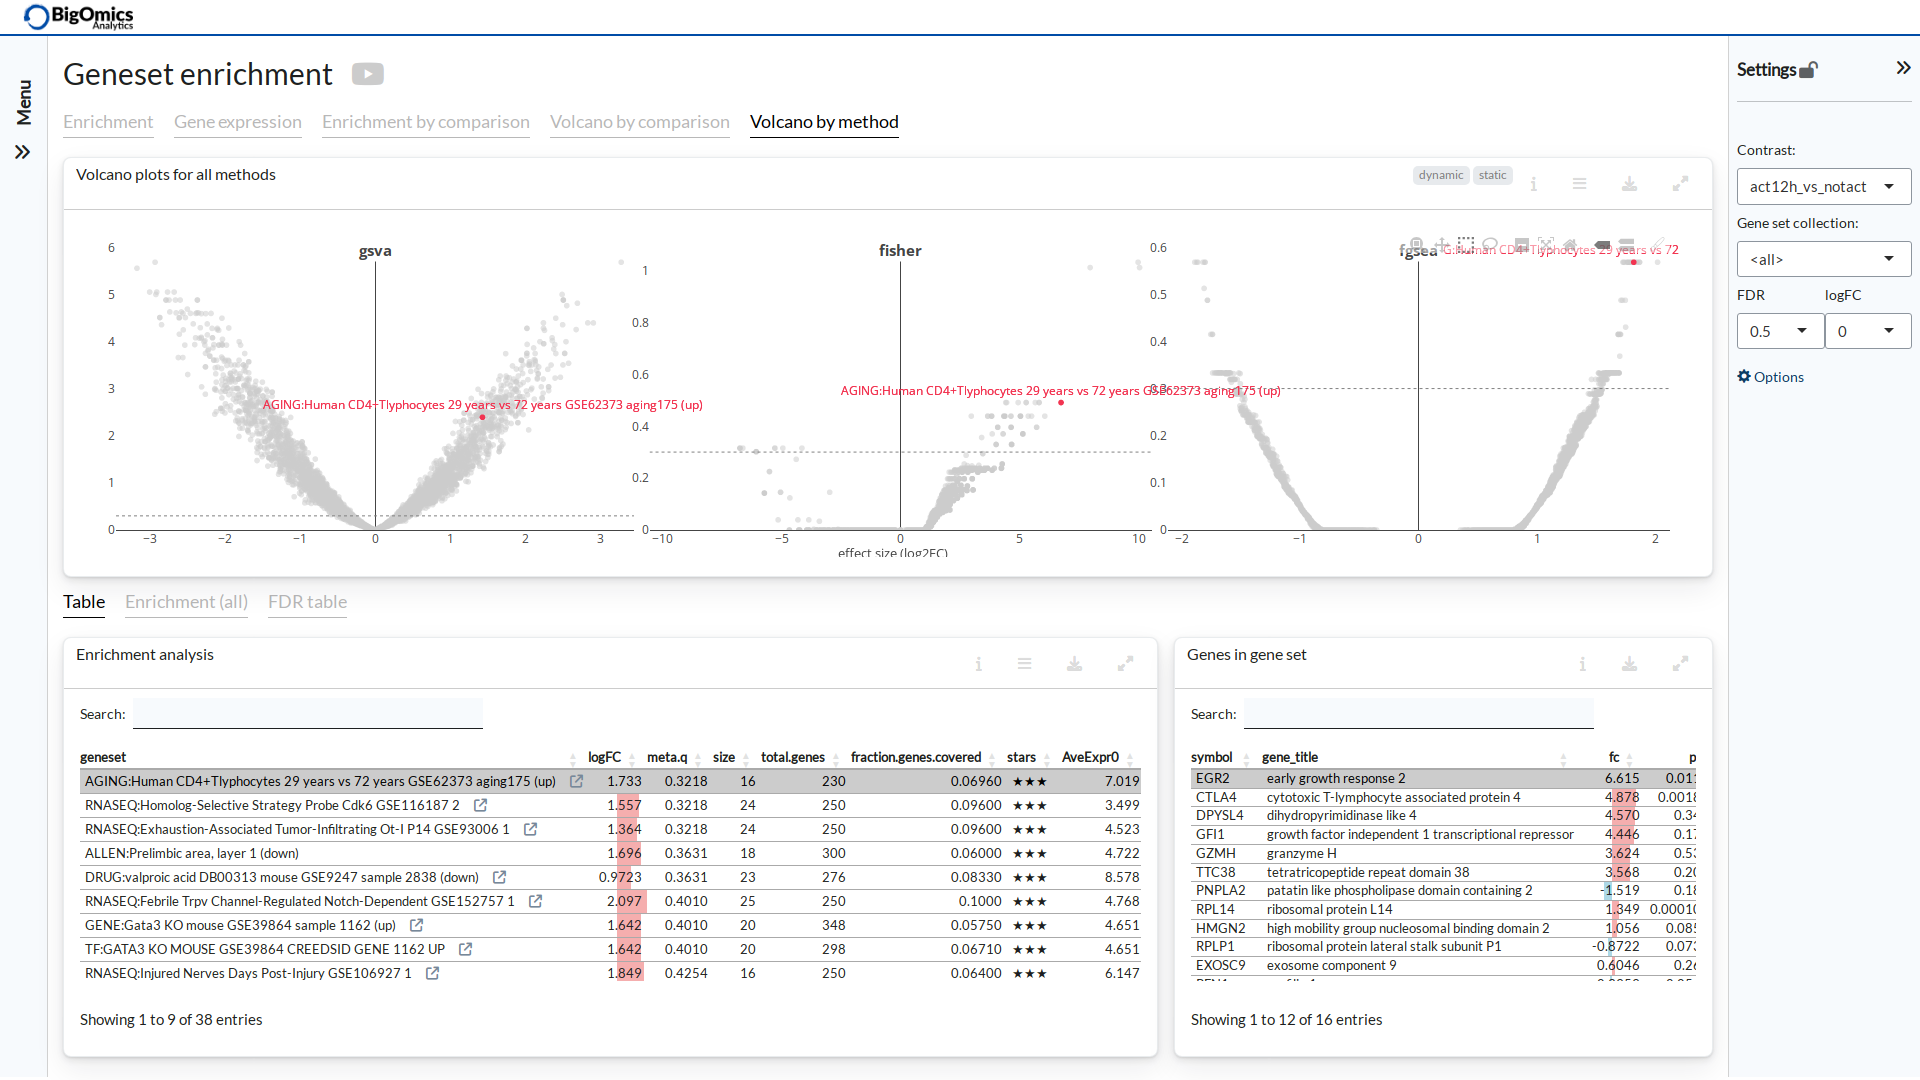 BigOmics
Analytics
Menu
Geneset enrichment
Enrichment Gene expression Enrichment by comparison Volcano by comparison Volcano by method
Volcano plots for all methods
dynamic static
gsva
6
5
4
3
2
1
0
−3 −2 −1 0 1 2 3
AGING:Human CD4+Tlyphocytes 29 years vs 72 years GSE62373 aging175 (up)
fisher
1
0.8
0.6
0.4
0.2
0
−10 −5 0 5 10
AGING:Human CD4+Tlyphocytes 29 years vs 72 years GSE62373 aging175 (up)
effect size (log2FC)
fgsea
0.6
0.5
0.4
0.3
0.2
0.1
0
−2 −1 0 1 2
G:Human CD4+Tlyphocytes 29 years vs 72
Table Enrichment (all) FDR table
Enrichment analysis
Search:
geneset logFC meta.q size total.genes fraction.genes.covered stars AveExpr0
AGING:Human CD4+Tlyphocytes 29 years vs 72 years GSE62373 aging175 (up) 1.733 0.3218 16 230 0.06960 ★★★ 7.019
RNASEQ:Homolog-Selective Strategy Probe Cdk6 GSE116187 2 1.557 0.3218 24 250 0.09600 ★★★ 3.499
RNASEQ:Exhaustion-Associated Tumor-Infiltrating Ot-I P14 GSE93006 1 1.364 0.3218 24 250 0.09600 ★★★ 4.523
ALLEN:Prelimbic area, layer 1 (down) 1.696 0.3631 18 300 0.06000 ★★★ 4.722
DRUG:valproic acid DB00313 mouse GSE9247 sample 2838 (down) 0.9723 0.3631 23 276 0.08330 ★★★ 8.578
RNASEQ:Febrile Trpv Channel-Regulated Notch-Dependent GSE152757 1 2.097 0.4010 25 250 0.1000 ★★★ 4.768
GENE:Gata3 KO mouse GSE39864 sample 1162 (up) 1.642 0.4010 20 348 0.05750 ★★★ 4.651
TF:GATA3 KO MOUSE GSE39864 CREEDSID GENE 1162 UP 1.642 0.4010 20 298 0.06710 ★★★ 4.651
RNASEQ:Injured Nerves Days Post-Injury GSE106927 1 1.849 0.4254 16 250 0.06400 ★★★ 6.147
Showing 1 to 9 of 38 entries
Genes in gene set
Search:
symbol gene_title fc p
EGR2 early growth response 2 6.615 0.011
CTLA4 cytotoxic T-lymphocyte associated protein 4 4.878 0.0018
DPYSL4 dihydropyrimidinase like 4 4.570 0.34
GFI1 growth factor independent 1 transcriptional repressor 4.446 0.17
GZMH granzyme H 3.624 0.53
TTC38 tetratricopeptide repeat domain 38 3.568 0.20
PNPLA2 patatin like phospholipase domain containing 2 -1.519 0.18
RPL14 ribosomal protein L14 1.349 0.00010
HMGN2 high mobility group nucleosomal binding domain 2 1.056 0.085
RPLP1 ribosomal protein lateral stalk subunit P1 -0.8722 0.073
EXOSC9 exosome component 9 0.6046 0.26
Showing 1 to 12 of 16 entries
Settings
Contrast:
act12h_vs_notact
Gene set collection:
<all>
FDR logFC
0.5 0
Options